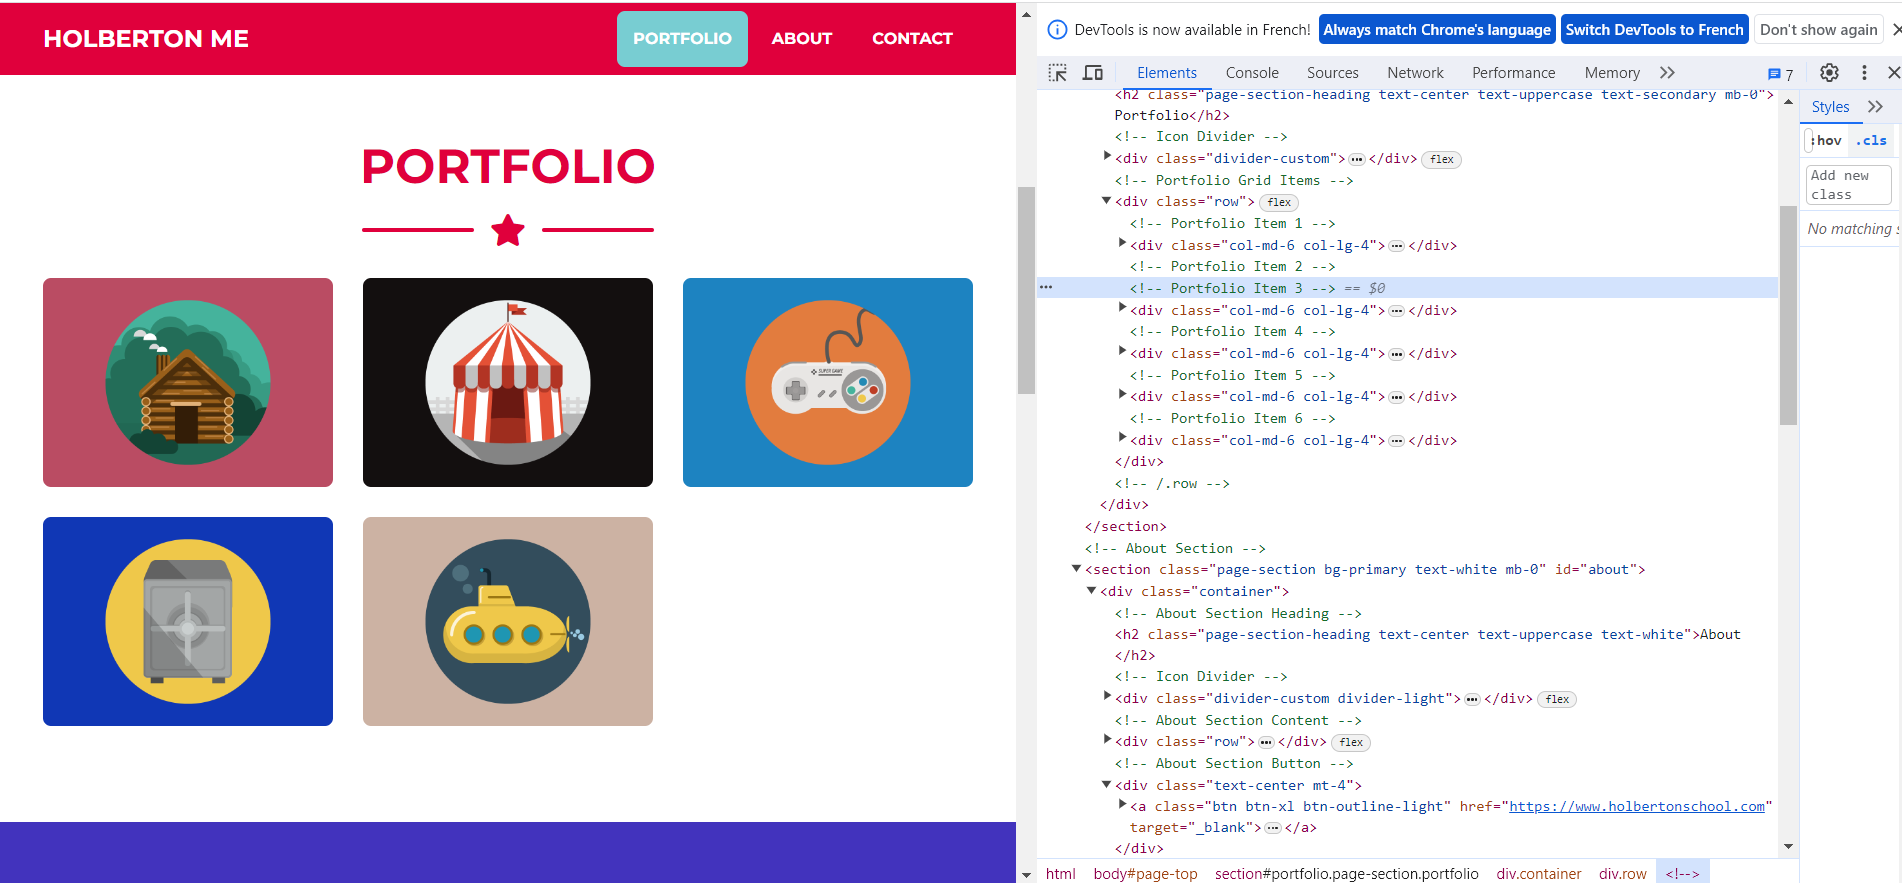 HOLBERTON ME
PORTFOLIO
ABOUT
CONTACT
PORTFOLIO
SUPER GAME
DevTools is now available in French!
Always match Chrome's language
Switch DevTools to French
Don't show again
Elements
Console
Sources
Network
Performance
Memory
7
<h2 class="page-section-heading text-center text-uppercase text-secondary mb-0">
Portfolio</h2>
<!-- Icon Divider -->
<div class="divider-custom">…</div> flex
<!-- Portfolio Grid Items -->
<div class="row"> flex
<!-- Portfolio Item 1 -->
<div class="col-md-6 col-lg-4">…</div>
<!-- Portfolio Item 2 -->
<!-- Portfolio Item 3 --> == $0
<div class="col-md-6 col-lg-4">…</div>
<!-- Portfolio Item 4 -->
<div class="col-md-6 col-lg-4">…</div>
<!-- Portfolio Item 5 -->
<div class="col-md-6 col-lg-4">…</div>
<!-- Portfolio Item 6 -->
<div class="col-md-6 col-lg-4">…</div>
</div>
<!-- /.row -->
</div>
</section>
<!-- About Section -->
<section class="page-section bg-primary text-white mb-0" id="about">
<div class="container">
<!-- About Section Heading -->
<h2 class="page-section-heading text-center text-uppercase text-white">About
</h2>
<!-- Icon Divider -->
<div class="divider-custom divider-light">…</div> flex
<!-- About Section Content -->
<div class="row">…</div> flex
<!-- About Section Button -->
<div class="text-center mt-4">
<a class="btn btn-xl btn-outline-light" href="https://www.holbertonschool.com"
target="_blank">…</a>
</div>
html
body#page-top
section#portfolio.page-section.portfolio
div.container
div.row
<!-->
Styles
:hov
.cls
Add new
class
No matching s